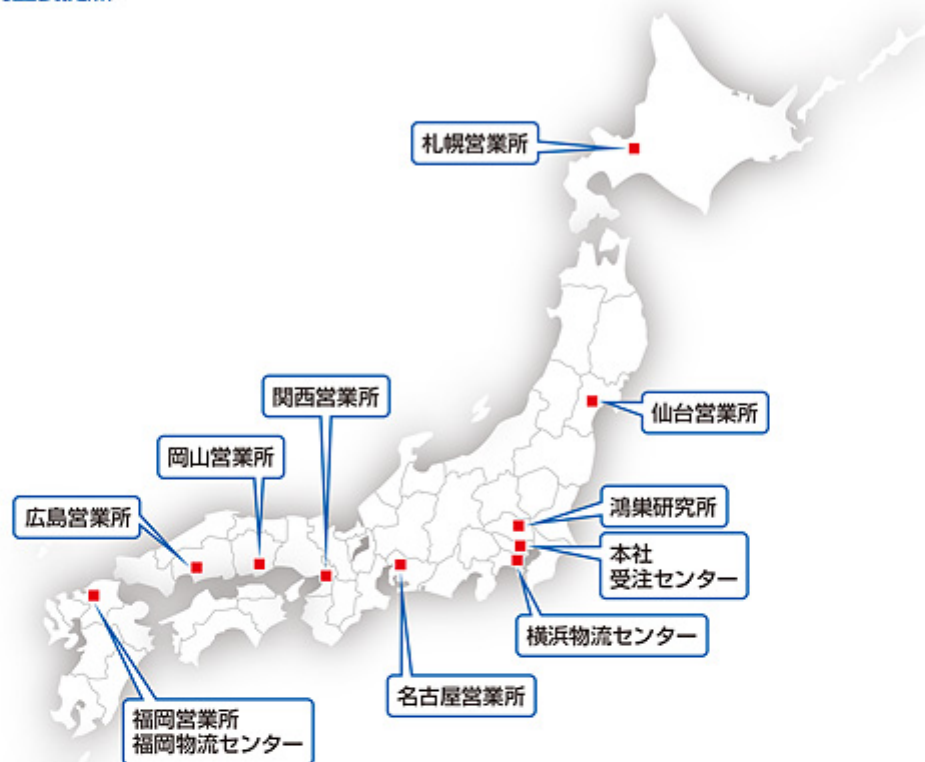 札幌営業所
関西営業所
仙台営業所
岡山営業所
広島営業所
鴻巣研究所
本社
受注センター
横浜物流センター
名古屋営業所
福岡営業所
福岡物流センター